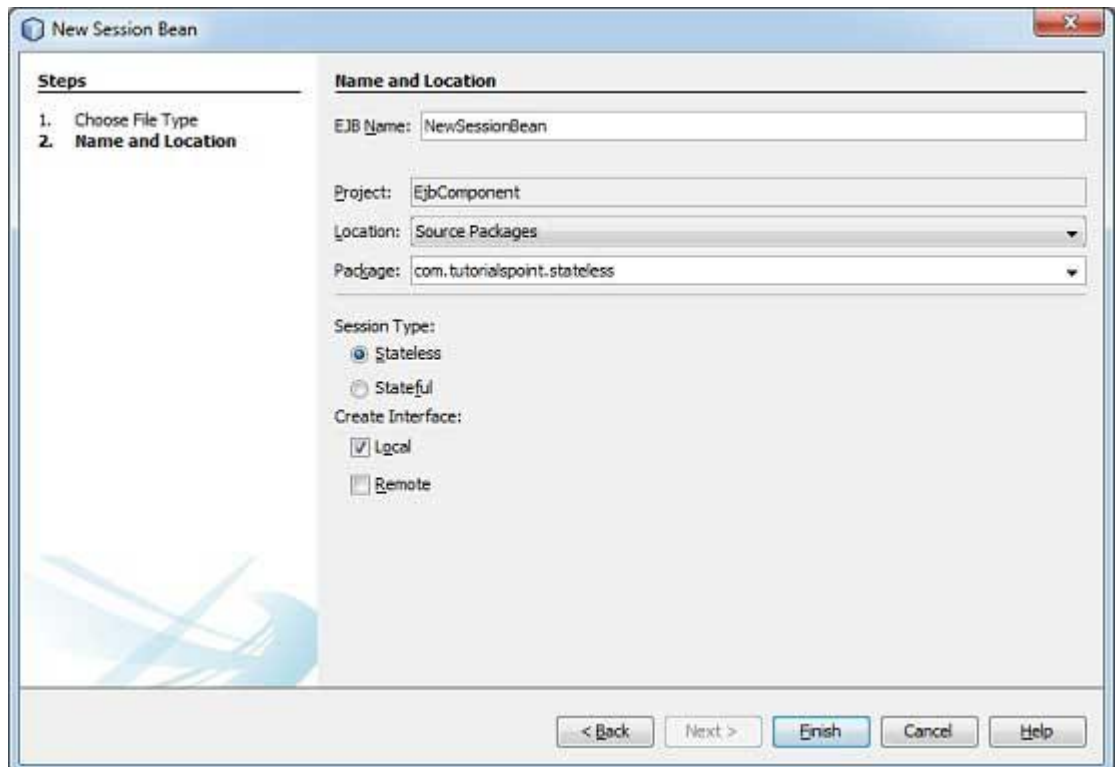 New Session Bean
Steps
1. Choose File Type
2. Name and Location
Name and Location
EJB Name: NewSessionBean
Project: EjbComponent
Location: Source Packages
Package: com.tutorialspoint.stateless
Session Type:
Stateless
Stateful
Create Interface:
Local
Remote
< Back Next > Finish Cancel Help